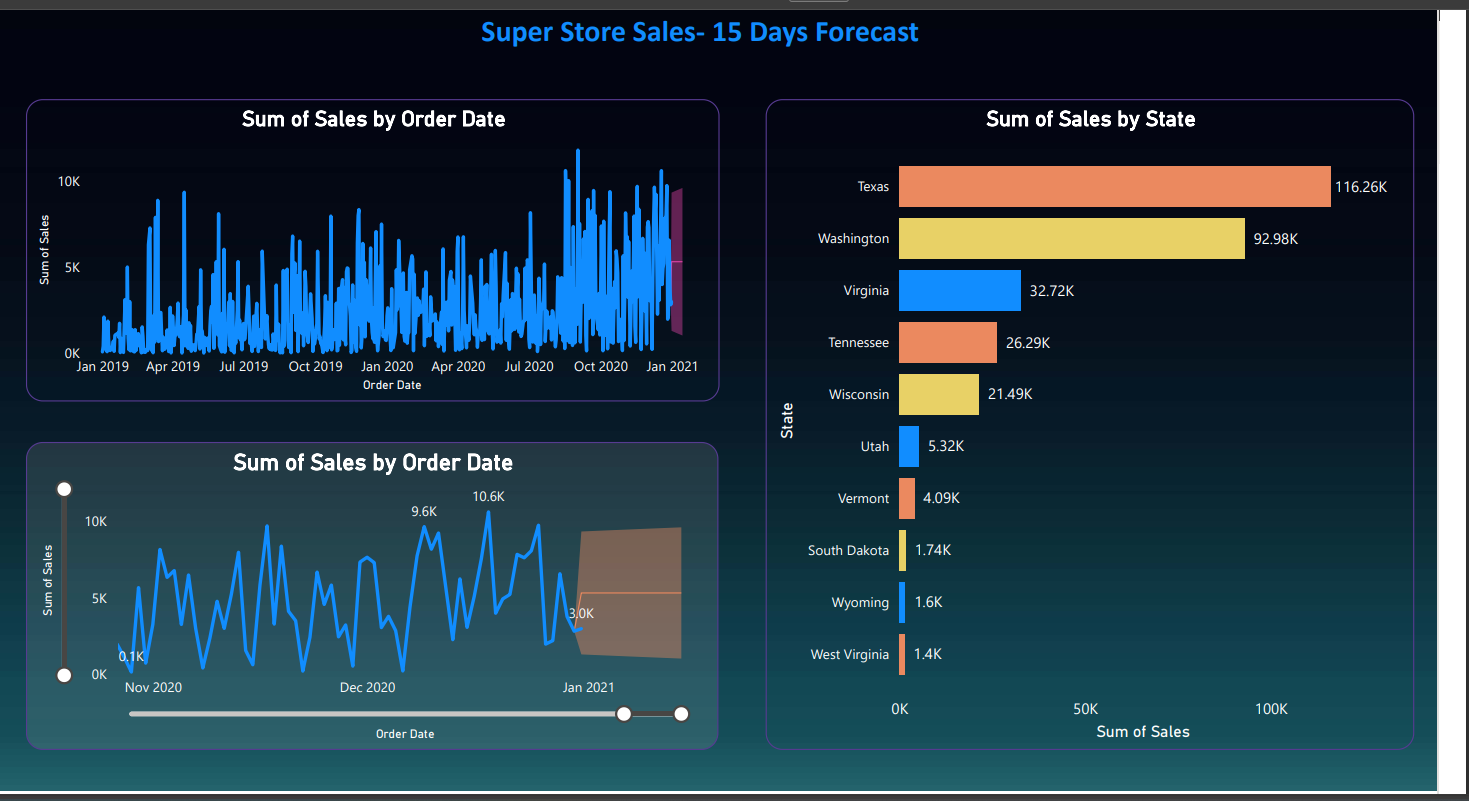 Super Store Sales- 15 Days Forecast
Sum of Sales by Order Date
10K
5K
0K
Sum of Sales
Jan 2019 Apr 2019 Jul 2019 Oct 2019 Jan 2020 Apr 2020 Jul 2020 Oct 2020 Jan 2021
Order Date
Sum of Sales by Order Date
10.6K
9.6K
10K
5K
0K
3.0K
0.1K
Sum of Sales
Nov 2020 Dec 2020 Jan 2021
Order Date
Sum of Sales by State
Texas 116.26K
Washington 92.98K
Virginia 32.72K
Tennessee 26.29K
Wisconsin 21.49K
Utah 5.32K
Vermont 4.09K
South Dakota 1.74K
Wyoming 1.6K
West Virginia 1.4K
State
0K 50K 100K
Sum of Sales